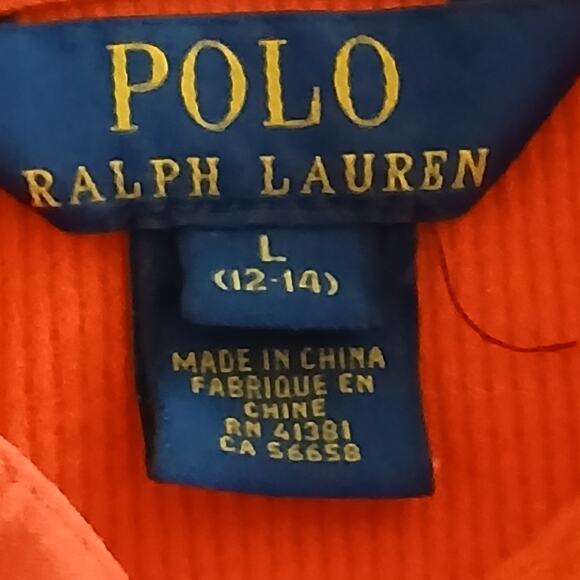 POLO
RALPH LAUREN
L
(12-14)
MADE IN CHINA
FABRIQUE EN
CHINE
RN 41381
CA 56658